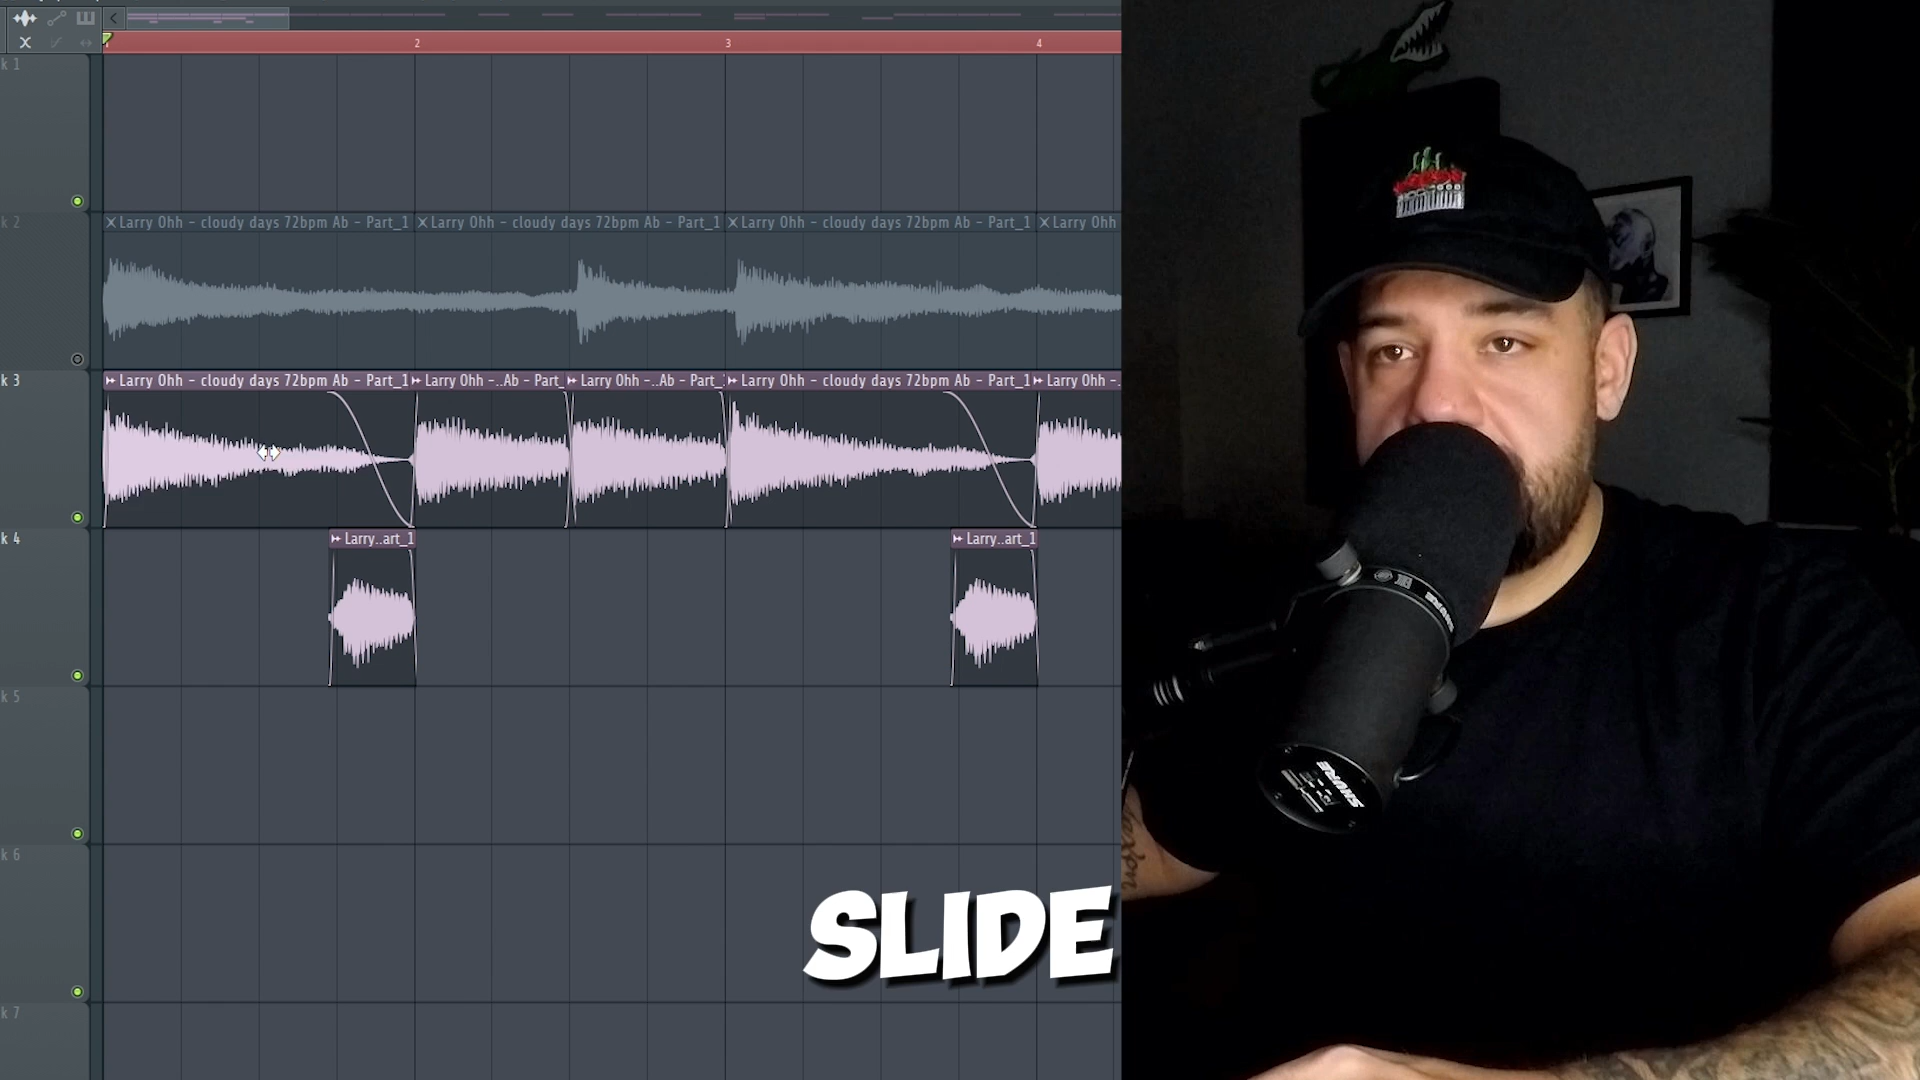 2
3
4
k 1
k 2
Larry Ohh - cloudy days 72bpm Ab - Part_1
Larry Ohh - cloudy days 72bpm Ab - Part_1
Larry Ohh - cloudy days 72bpm Ab - Part_1
Larry Ohh
k 3
Larry Ohh - cloudy days 72bpm Ab - Part_1
Larry Ohh -..Ab - Part_
Larry Ohh -..Ab - Part_
Larry Ohh - cloudy days 72bpm Ab - Part_1
Larry Ohh -.
k 4
Larry..art_1
Larry..art_1
k 5
k 6
k 7
SLIDE
SHURE
SHURE